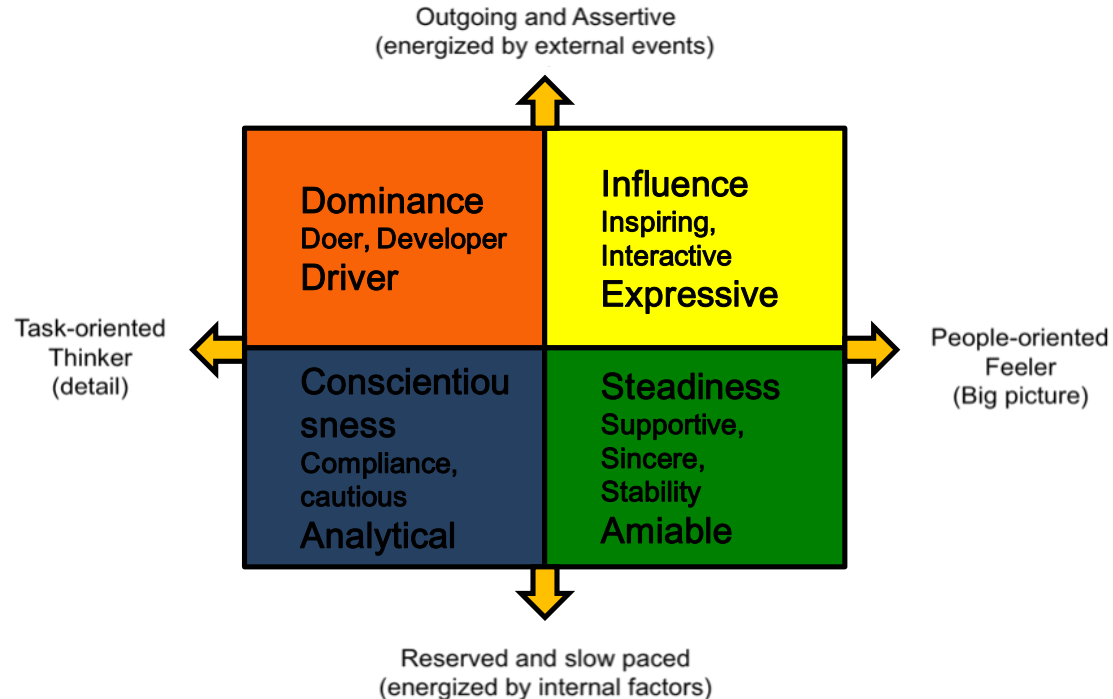 Outgoing and Assertive
(energized by external events)
Dominance
Doer, Developer
Driver
Influence
Inspiring,
Interactive
Expressive
Task-oriented
Thinker
(detail)
People-oriented
Feeler
(Big picture)
Conscientiou
sness
Compliance,
cautious
Analytical
Steadiness
Supportive,
Sincere,
Stability
Amiable
Reserved and slow paced
(energized by internal factors)